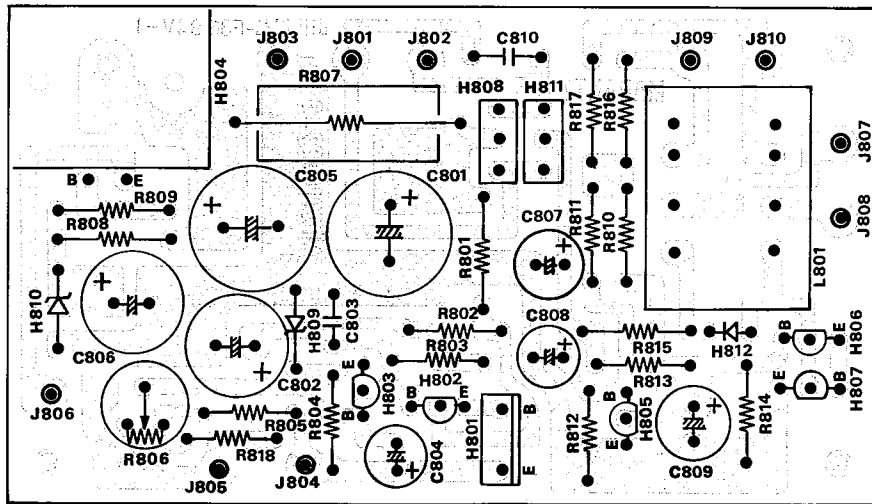 J803 J801 J802 C810 J809 J810
H804
R807
H808 H811
R817 R816
J807
B E
R809
R808
C805
C801
R801
C807
R811 R810
J808
L801
H810
C806
H809
C803
R802
R803
C808
R815
R813
H812
B E
H806
E B
H807
C802
J806
R806
R805
R818
R804
E
B
H803
B E
H802
H801
B
E
C804
J805
J804
R812
B
E
H805
C809
R814